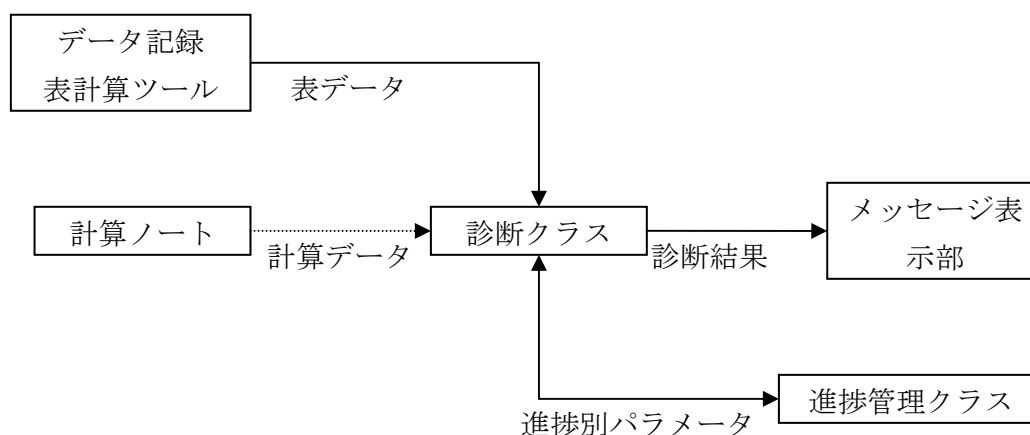 データ記録
表計算ツール
表データ
計算ノート
計算データ
診断クラス
診断結果
メッセージ表
示部
進捗別パラメータ
進捗管理クラス